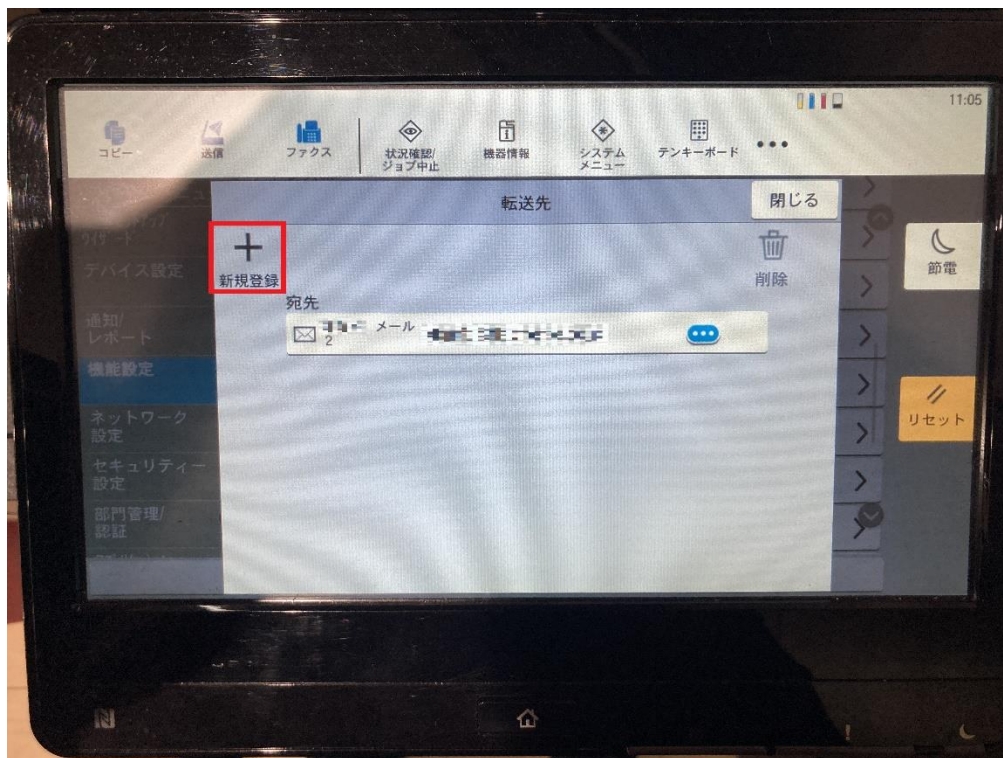 11:05
コピー
送信
ファクス
状況確認/
ジョブ中止
機器情報
システム
メニュー
テンキーボード
転送先
閉じる
新規登録
削除
宛先
メール
2
デバイス設定
通知/
レポート
機能設定
ネットワーク
設定
セキュリティー
設定
部門管理/
認証
節電
リセット